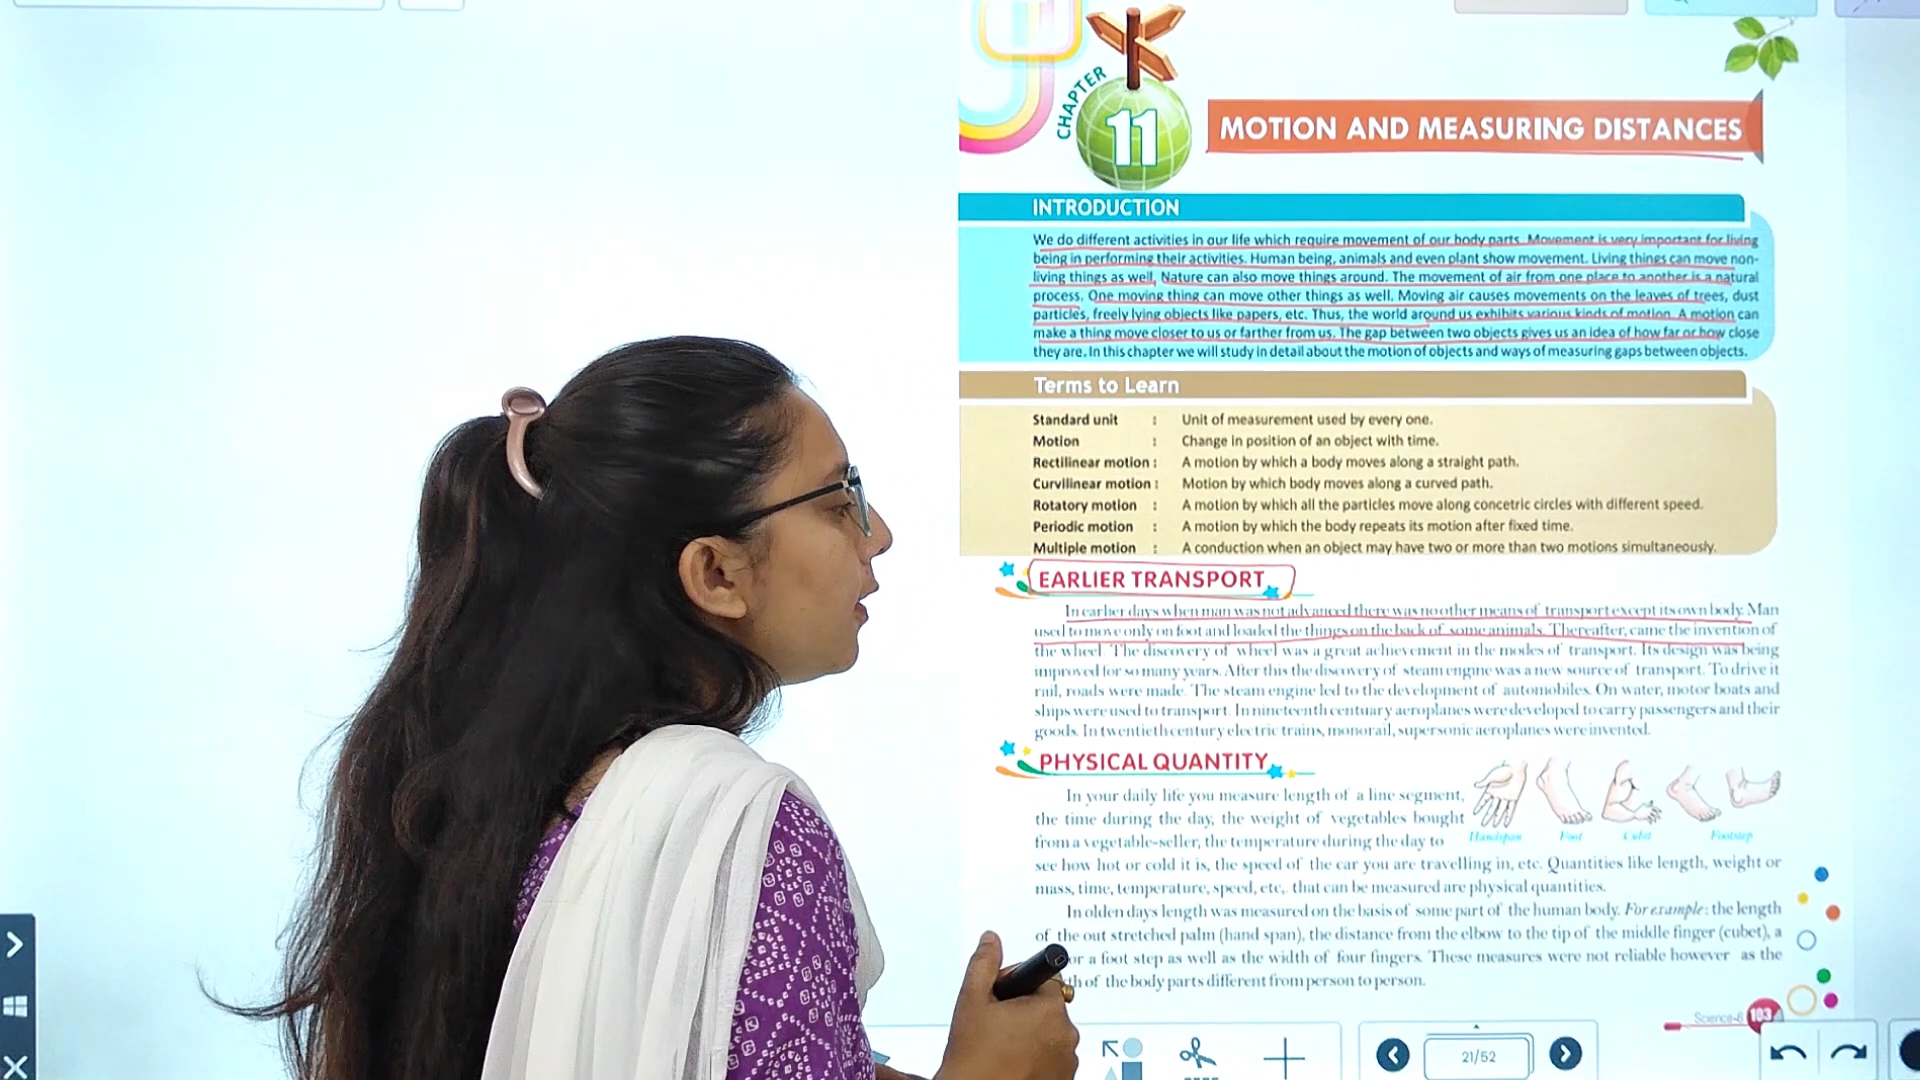 CHAPTER
11
MOTION AND MEASURING DISTANCES
INTRODUCTION
We do different activities in our life which require movement of our body parts. Movement is very important for living
being in performing their activities. Human being, animals and even plant show movement. Living things can move non-
living things as well, Nature can also move things around. The movement of air from one place to another is a natural
process. One moving thing can move other things as well. Moving air causes movements on the leaves of trees, dust
particles, freely lying objects like papers, etc. Thus, the world around us exhibits various kinds of motion. A motion can
make a thing move closer to us or farther from us. The gap between two objects gives us an idea of how far or how close
they are. In this chapter we will study in detail about the motion of objects and ways of measuring gaps between objects.
Terms to Learn
Standard unit : Unit of measurement used by every one.
Motion : Change in position of an object with time.
Rectilinear motion : A motion by which a body moves along a straight path.
Curvilinear motion : Motion by which body moves along a curved path.
Rotatory motion : A motion by which all the particles move along concetric circles with different speed.
Periodic motion : A motion by which the body repeats its motion after fixed time.
Multiple motion : A conduction when an object may have two or more than two motions simultaneously.
EARLIER TRANSPORT
In earlier days when man was not advanced there was no other means of transport except its own body. Man
used to move only on foot and loaded the things on the back of some animals. Thereafter, came the invention of
the wheel. The discovery of wheel was a great achievement in the modes of transport. Its design was being
improved for so many years. After this the discovery of steam engine was a new source of transport. To drive it
rail, roads were made. The steam engine led to the development of automobiles. On water, motor boats and
ships were used to transport. In nineteenth centuary aeroplanes were developed to carry passengers and their
goods. In twentieth century electric trains, monorail, supersonic aeroplanes were invented.
PHYSICAL QUANTITY
In your daily life you measure length of a line segment,
the time during the day, the weight of vegetables bought
from a vegetable-seller, the temperature during the day to
Handspan Foot Cubit Footstep
see how hot or cold it is, the speed of the car you are travelling in, etc. Quantities like length, weight or
mass, time, temperature, speed, etc,. that can be measured are physical quantities.
In olden days length was measured on the basis of some part of the human body. For example: the length
of the out stretched palm (hand span), the distance from the elbow to the tip of the middle finger (cubet), a
or a foot step as well as the width of four fingers. These measures were not reliable however as the
th of the body parts different from person to person.
Science-6 103
21/52